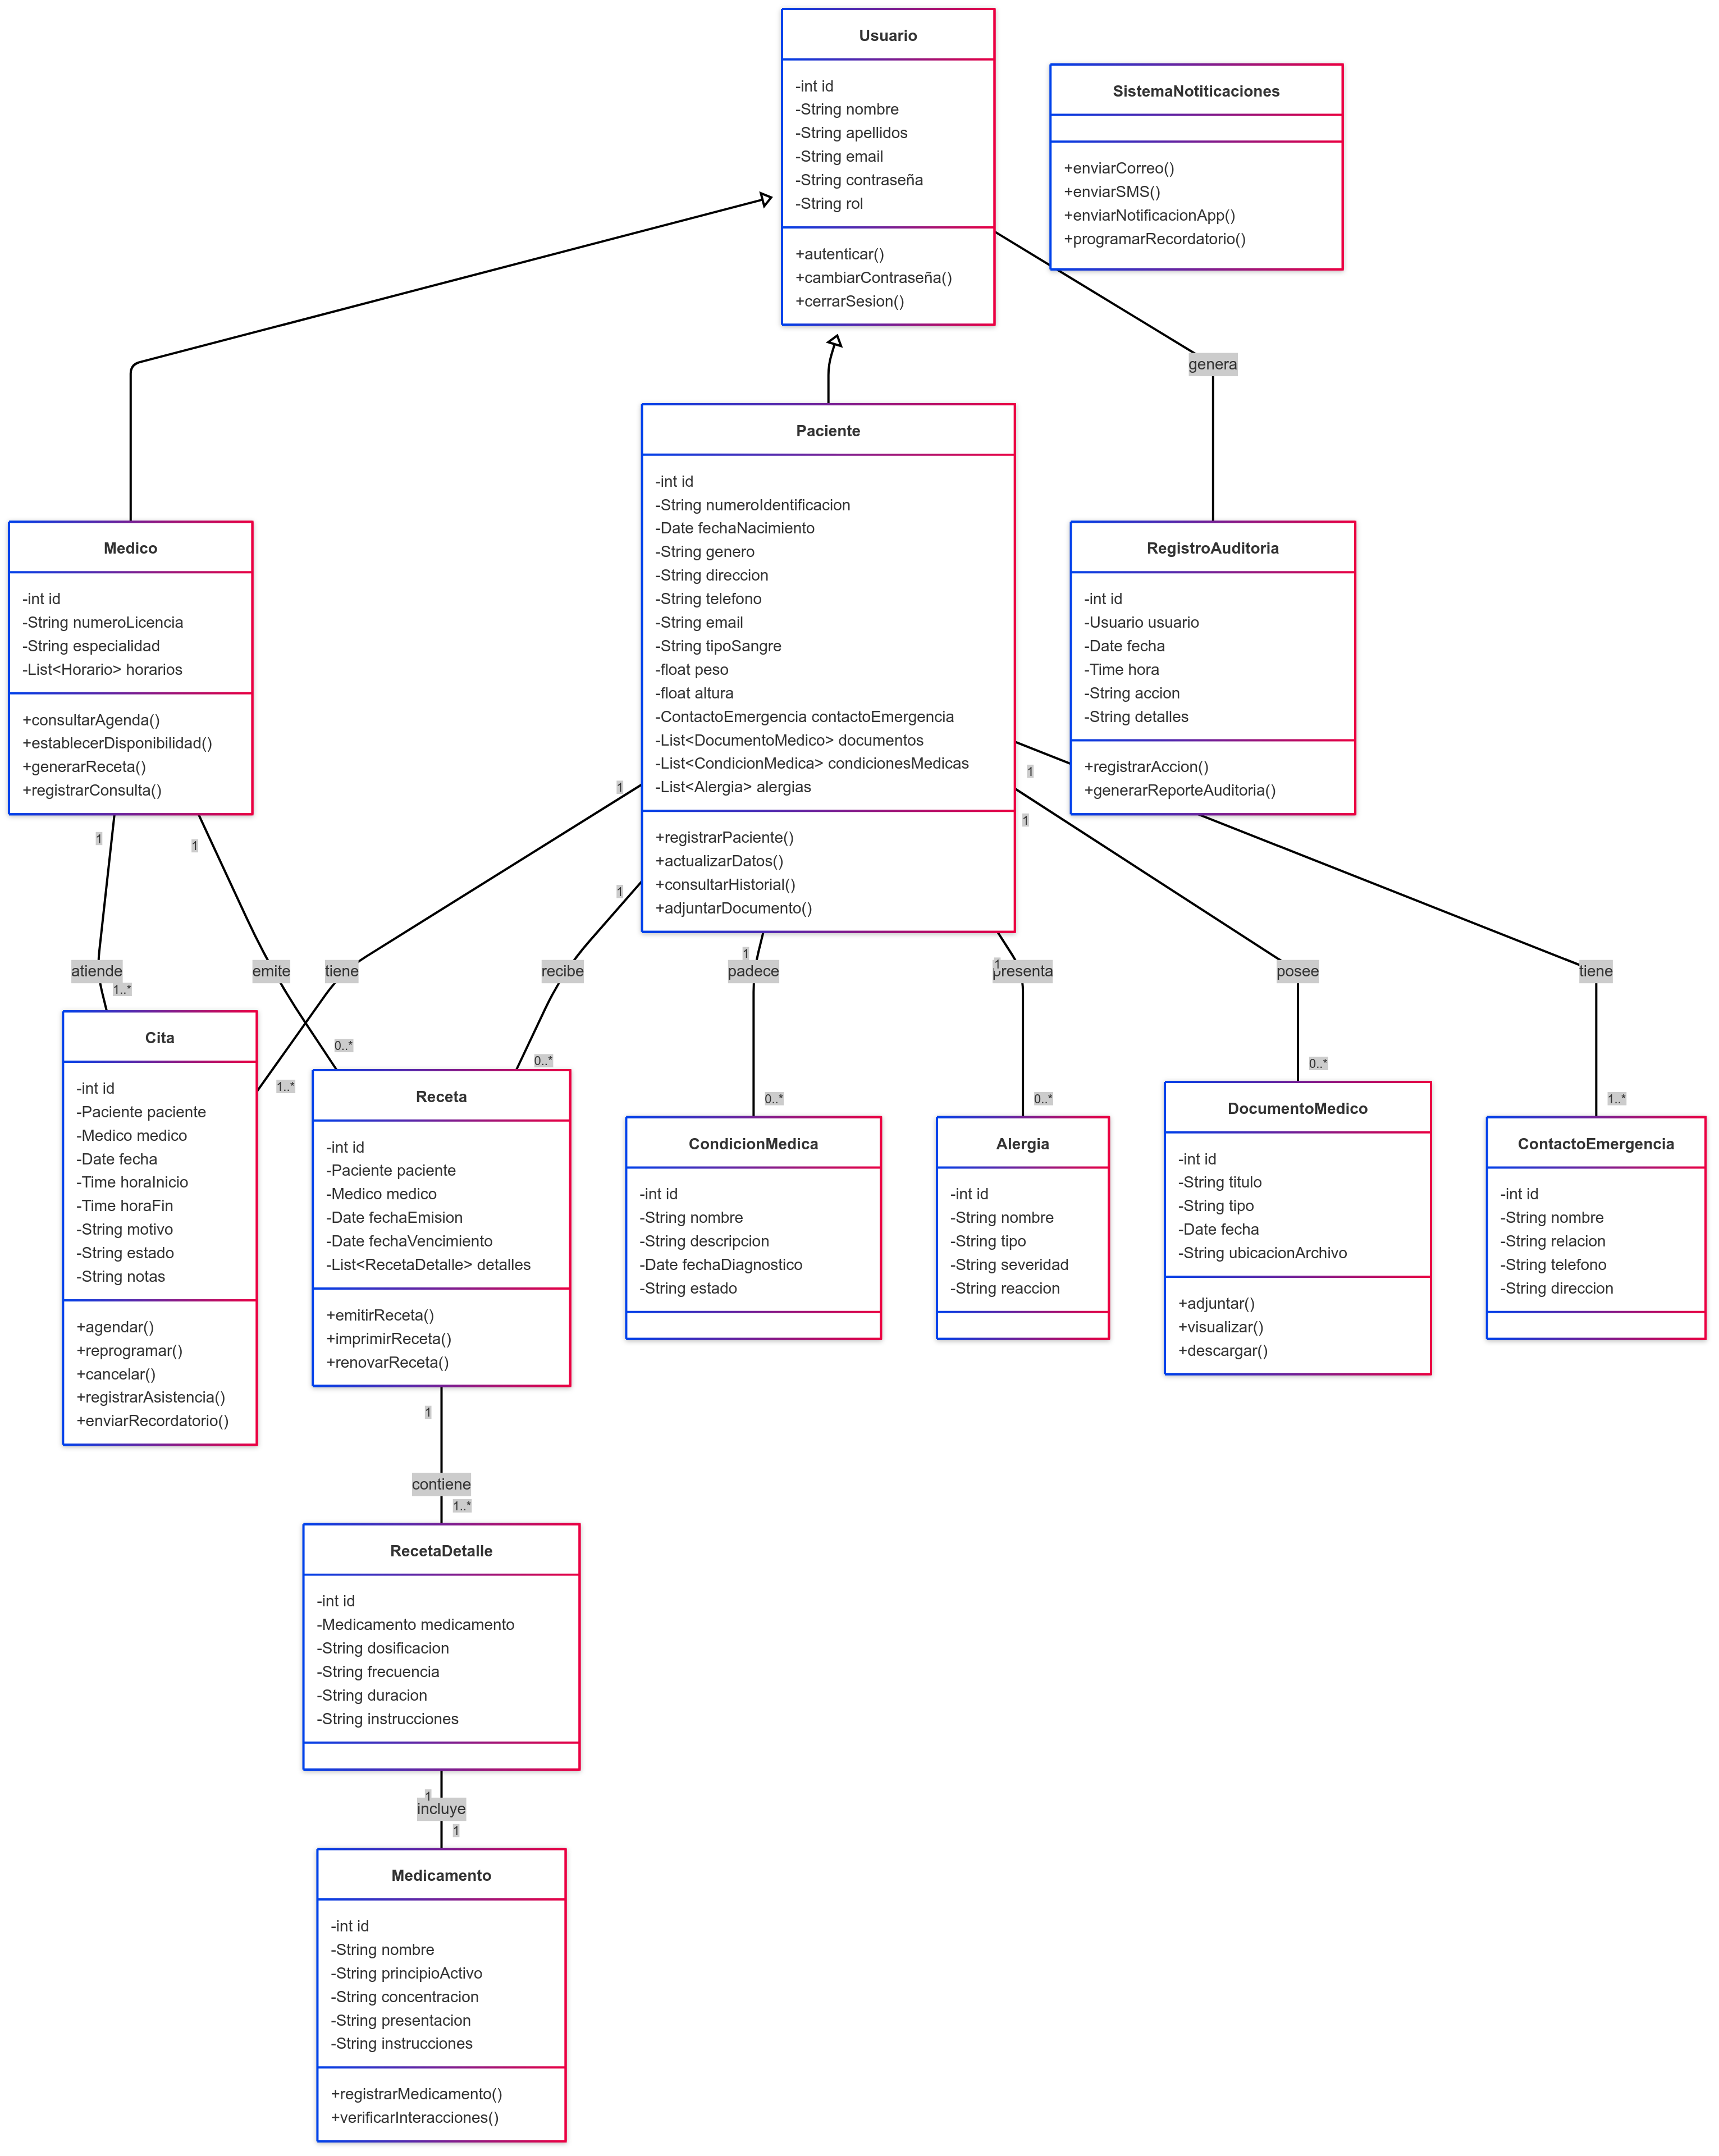 Usuario
-int id
-String nombre
-String apellidos
-String email
-String contraseña
-String rol
+autenticar()
+cambiarContraseña()
+cerrarSesion()
SistemaNotiticaciones
+enviarCorreo()
+enviarSMS()
+enviarNotificacionApp()
+programarRecordatorio()
genera
Paciente
-int id
-String numeroIdentificacion
-Date fechaNacimiento
-String genero
-String direccion
-String telefono
-String email
-String tipoSangre
-float peso
-float altura
-ContactoEmergencia contactoEmergencia
-List<DocumentoMedico> documentos
-List<CondicionMedica> condicionesMedicas
-List<Alergia> alergias
+registrarPaciente()
+actualizarDatos()
+consultarHistorial()
+adjuntarDocumento()
Medico
-int id
-String numeroLicencia
-String especialidad
-List<Horario> horarios
+consultarAgenda()
+establecerDisponibilidad()
+generarReceta()
+registrarConsulta()
RegistroAuditoria
-int id
-Usuario usuario
-Date fecha
-Time hora
-String accion
-String detalles
+registrarAccion()
+generarReporteAuditoria()
1
1
1
1
1
1
1
1
atiende
emite
tiene
recibe
padece
presenta
posee
tiene
1..*
0..*
1..*
0..*
0..*
0..*
0..*
1..*
Cita
-int id
-Paciente paciente
-Medico medico
-Date fecha
-Time horaInicio
-Time horaFin
-String motivo
-String estado
-String notas
+agendar()
+reprogramar()
+cancelar()
+registrarAsistencia()
+enviarRecordatorio()
Receta
-int id
-Paciente paciente
-Medico medico
-Date fechaEmision
-Date fechaVencimiento
-List<RecetaDetalle> detalles
+emitirReceta()
+imprimirReceta()
+renovarReceta()
CondicionMedica
-int id
-String nombre
-String descripcion
-Date fechaDiagnostico
-String estado
Alergia
-int id
-String nombre
-String tipo
-String severidad
-String reaccion
DocumentoMedico
-int id
-String titulo
-String tipo
-Date fecha
-String ubicacionArchivo
+adjuntar()
+visualizar()
+descargar()
ContactoEmergencia
-int id
-String nombre
-String relacion
-String telefono
-String direccion
1
contiene
1..*
RecetaDetalle
-int id
-Medicamento medicamento
-String dosificacion
-String frecuencia
-String duracion
-String instrucciones
1
incluye
1
Medicamento
-int id
-String nombre
-String principioActivo
-String concentracion
-String presentacion
-String instrucciones
+registrarMedicamento()
+verificarInteracciones()